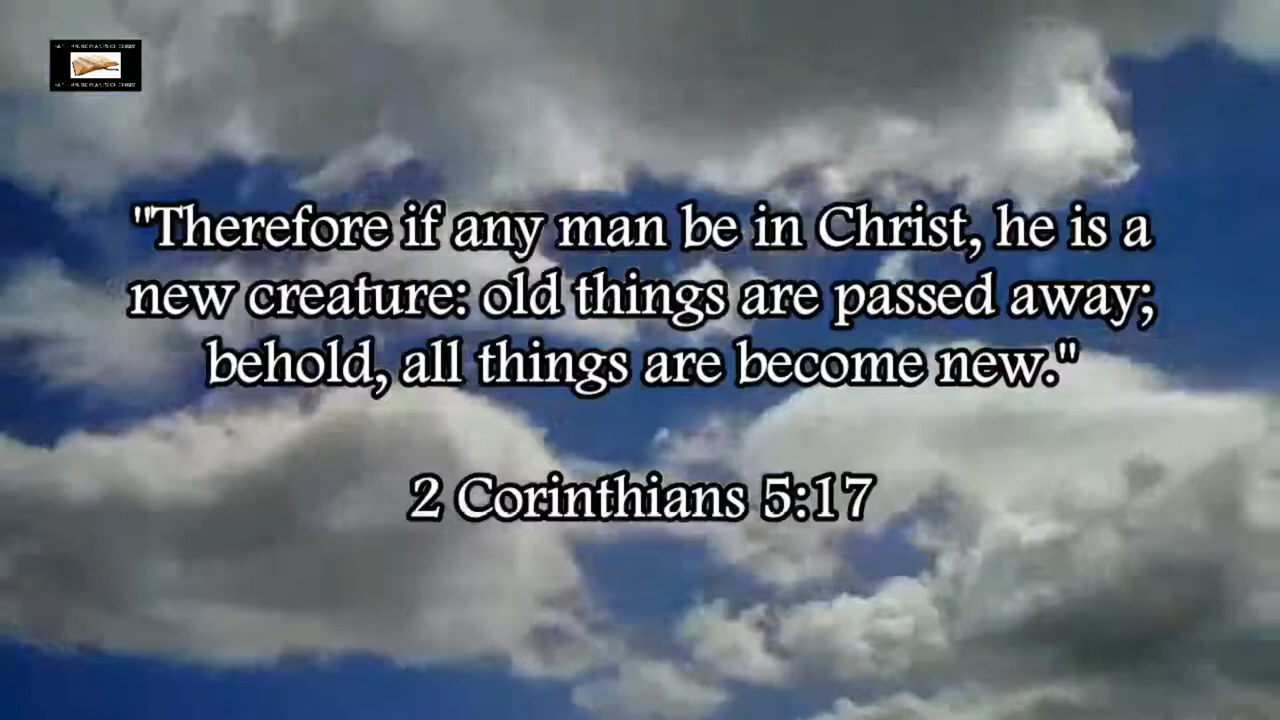 "Therefore if any man be in Christ, he is a
new creature: old things are passed away;
behold, all things are become new."
2 Corinthians 5:17